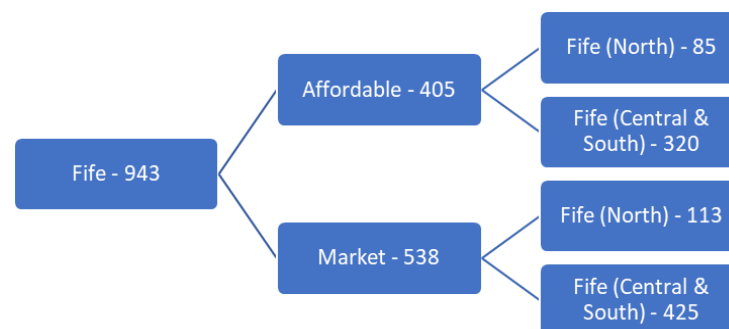 Fife (North) - 85
Affordable - 405
Fife (Central &
South) - 320
Fife - 943
Fife (North) - 113
Market - 538
Fife (Central &
South) - 425